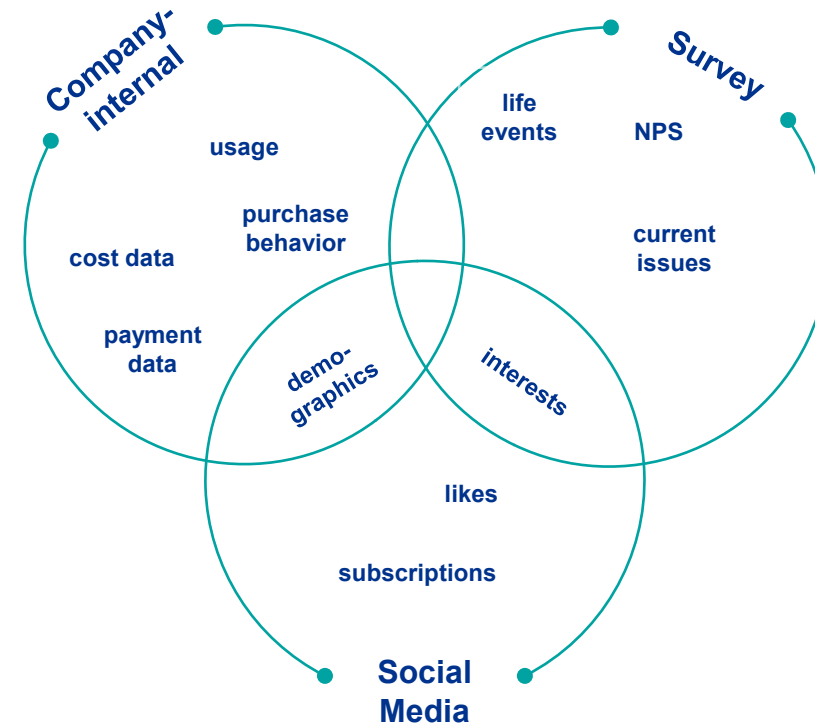 Company-
internal
Survey
life
events
NPS
usage
purchase
behavior
current
issues
cost data
payment
data
demo-
graphics
interests
likes
subscriptions
Social
Media